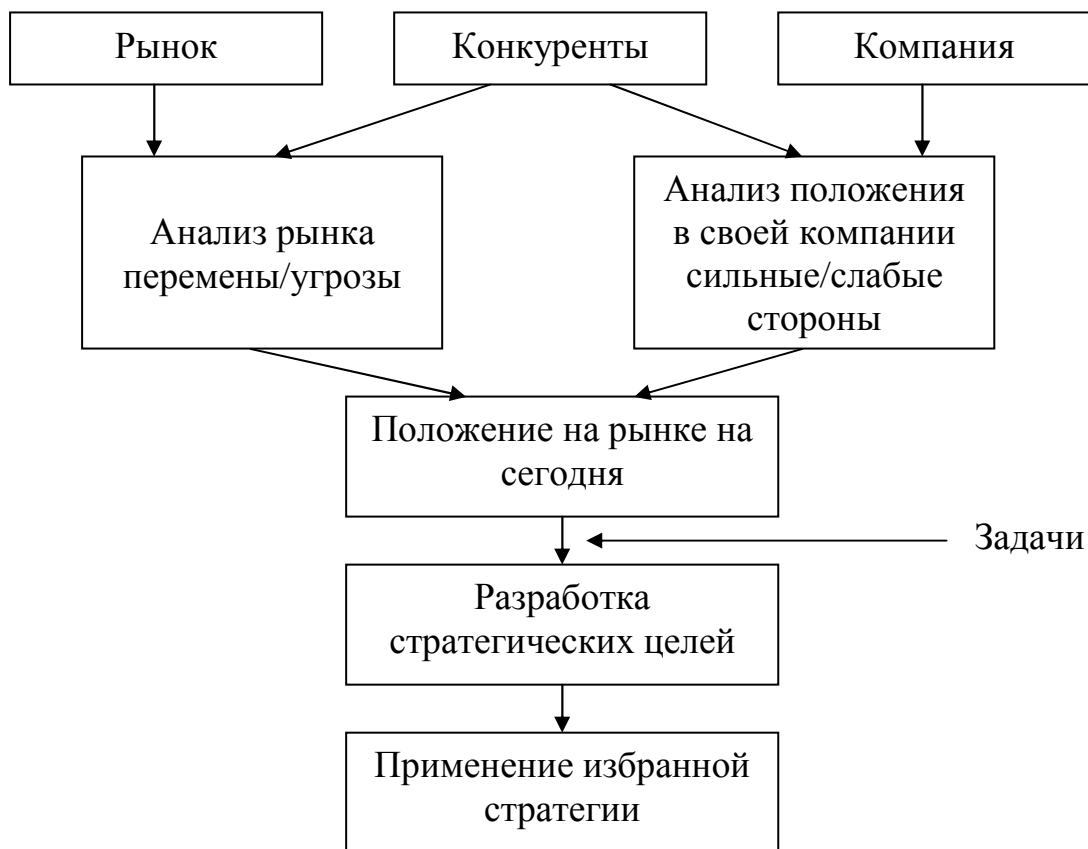 Рынок
Конкуренты
Компания
Анализ рынка
перемены/угрозы
Анализ положения
в своей компании
сильные/слабые
стороны
Положение на рынке на
сегодня
Задачи
Разработка
стратегических целей
Применение избранной
стратегии